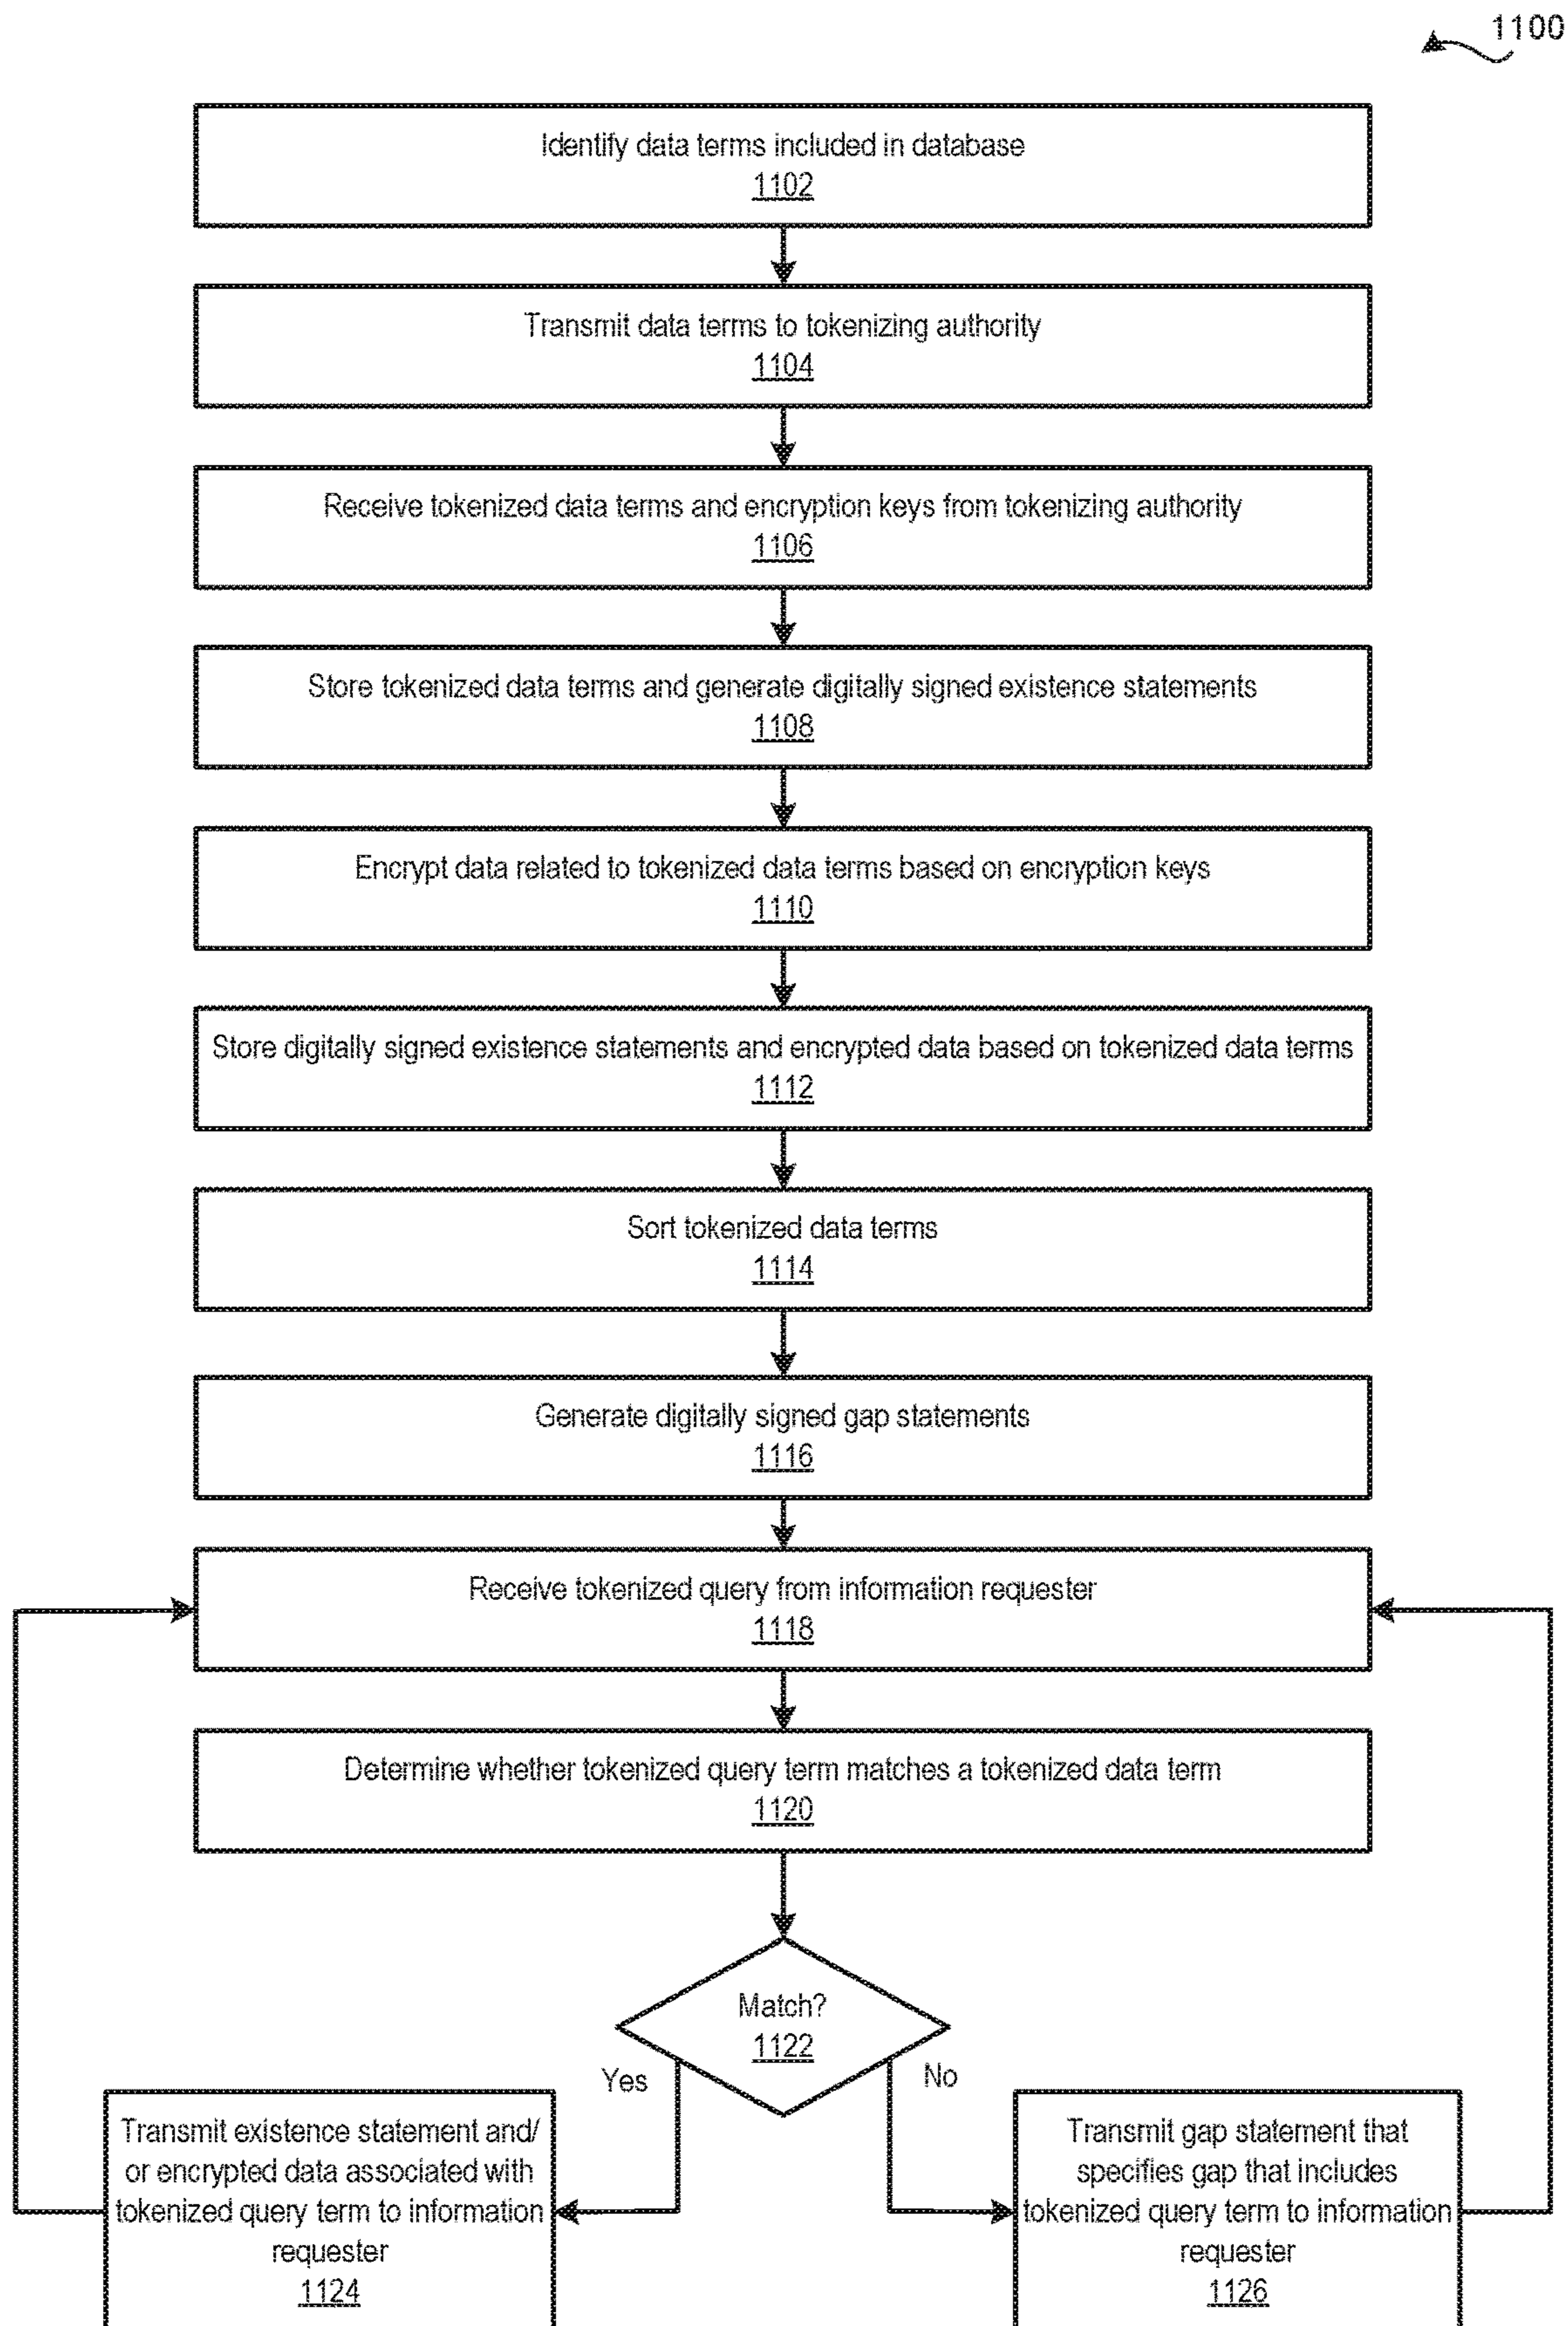 1100
Identify data terms included in database
1102
Transmit data terms to tokenizing authority
1104
Receive tokenized data terms and encryption keys from tokenizing authority
1106
Store tokenized data terms and generate digitally signed existence statements
1108
Encrypt data related to tokenized data terms based on encryption keys
1110
Store digitally signed existence statements and encrypted data based on tokenized data terms
1112
Sort tokenized data terms
1114
Generate digitally signed gap statements
1116
Receive tokenized query from information requester
1118
Determine whether tokenized query term matches a tokenized data term
1120
Match?
1122
Yes
No
Transmit existence statement and/
or encrypted data associated with
tokenized query term to information
requester
1124
Transmit gap statement that
specifies gap that includes
tokenized query term to information
requester
1126